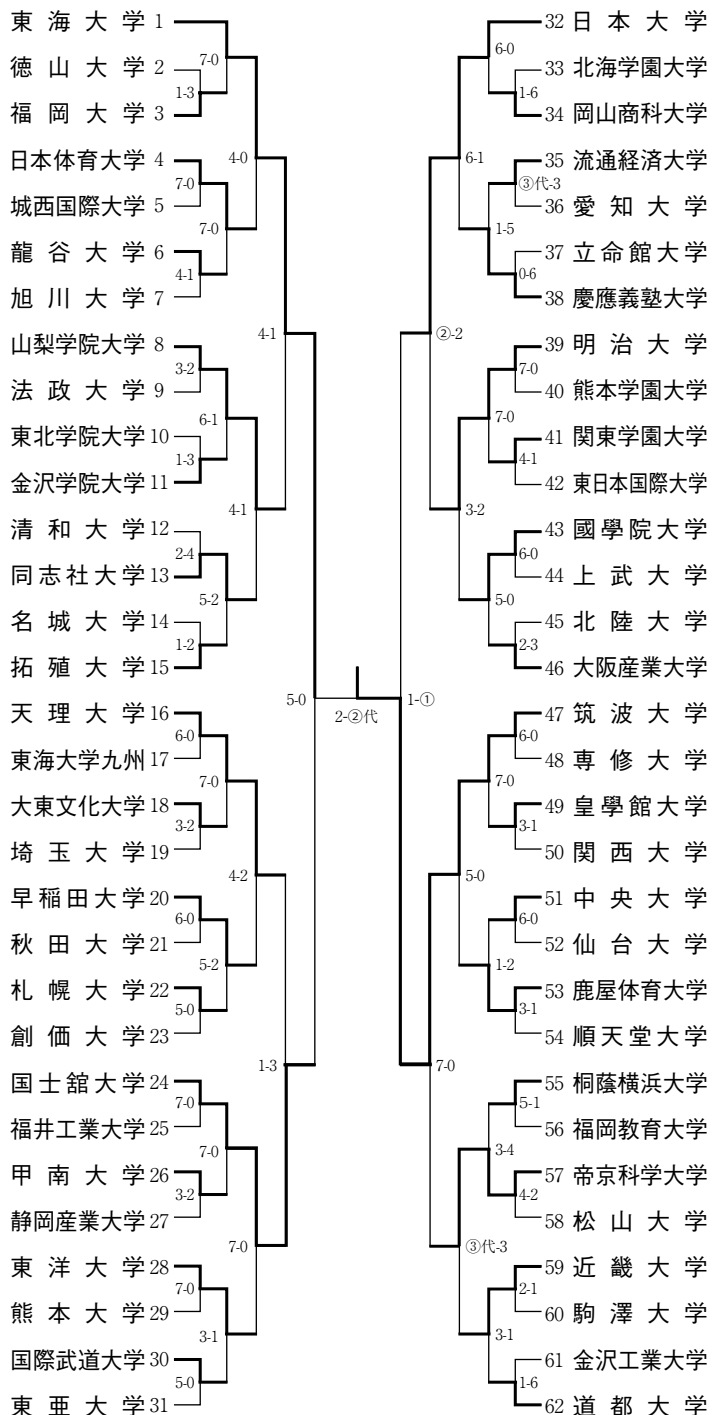 東海大学 1
7-0
徳山大学 2
1-3
福岡大学 3
4-0
日本体育大学 4
7-0
城西国際大学 5
7-0
龍谷大学 6
4-1
旭川大学 7
4-1
山梨学院大学 8
3-2
法政大学 9
6-1
東北学院大学 10
1-3
金沢学院大学 11
4-1
清和大学 12
2-4
同志社大学 13
5-2
名城大学 14
1-2
拓殖大学 15
5-0
天理大学 16
6-0
東海大学九州 17
7-0
大東文化大学 18
3-2
埼玉大学 19
4-2
早稲田大学 20
6-0
秋田大学 21
5-2
札幌大学 22
5-0
創価大学 23
1-3
国士舘大学 24
7-0
福井工業大学 25
7-0
甲南大学 26
3-2
静岡産業大学 27
7-0
東洋大学 28
7-0
熊本大学 29
3-1
国際武道大学 30
5-0
東亜大学 31
2-②代
32 日本大学
6-0
33 北海学園大学
1-6
34 岡山商科大学
6-1
35 流通経済大学
③代-3
36 愛知大学
1-5
37 立命館大学
0-6
38 慶應義塾大学
②-2
39 明治大学
7-0
40 熊本学園大学
7-0
41 関東学園大学
4-1
42 東日本国際大学
3-2
43 國學院大学
6-0
44 上武大学
5-0
45 北陸大学
2-3
46 大阪産業大学
1-①
47 筑波大学
6-0
48 専修大学
7-0
49 皇學館大学
3-1
50 関西大学
5-0
51 中央大学
6-0
52 仙台大学
1-2
53 鹿屋体育大学
3-1
54 順天堂大学
7-0
55 桐蔭横浜大学
5-1
56 福岡教育大学
3-4
57 帝京科学大学
4-2
58 松山大学
③代-3
59 近畿大学
2-1
60 駒澤大学
3-1
61 金沢工業大学
1-6
62 道都大学